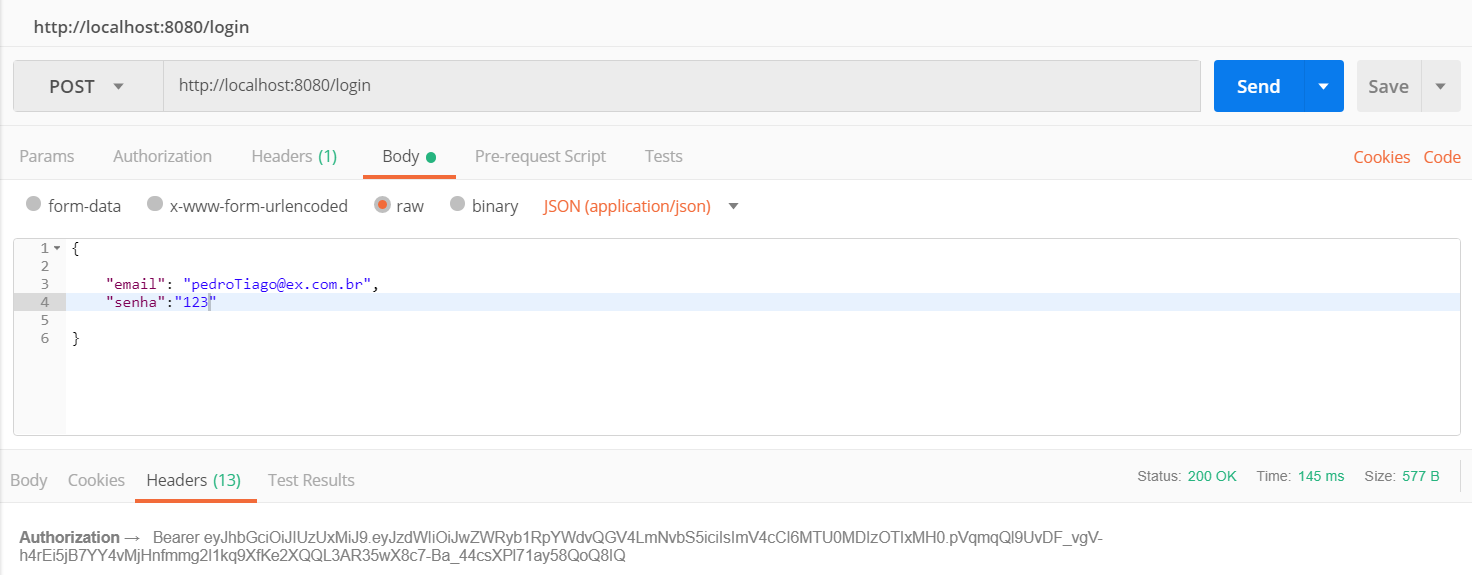 http://localhost:8080/login
POST http://localhost:8080/login Send Save
Params Authorization Headers (1) Body Pre-request Script Tests Cookies Code
form-data x-www-form-urlencoded raw binary JSON (application/json)
1 {
2
3 "email": "pedroTiago@ex.com.br",
4 "senha":"123"
5
6 }
Body Cookies Headers (13) Test Results Status: 200 OK Time: 145 ms Size: 577 B
Authorization → Bearer eyJhbGciOiJIUzUxMiJ9.eyJzdWIiOiJwZWRyb1RpYWdvQGV4LmNvbS5iciIsImV4cCI6MTU0MDIzOTIxMH0.pVqmqQl9UvDF_vgV-
h4rEi5jB7YY4vMjHnfmmg2l1kq9XfKe2XQQL3AR35wX8c7-Ba_44csXPl71ay58QoQ8IQ